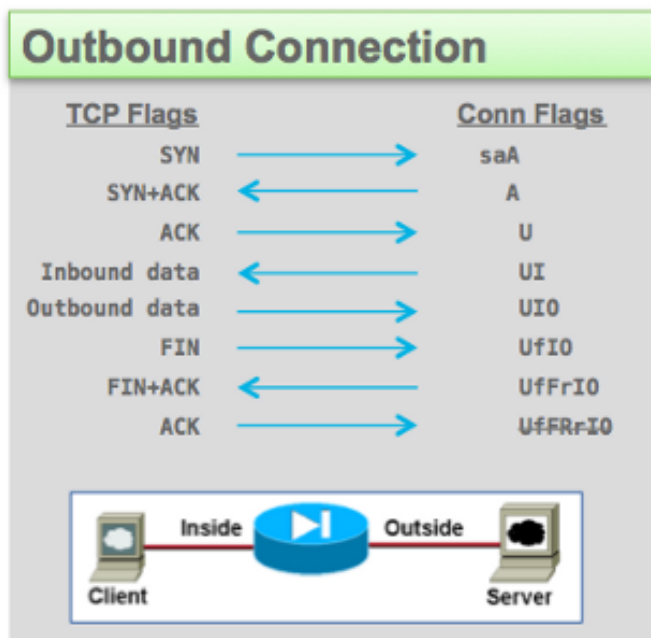 Outbound Connection
TCP Flags Conn Flags
SYN saA
SYN+ACK A
ACK U
Inbound data UI
Outbound data UIO
FIN UfIO
FIN+ACK UfFrIO
ACK UfFRrIO
Inside Outside
Client Server